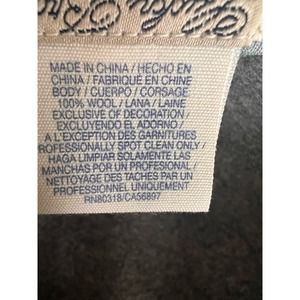 Lucky Br
MADE IN CHINA / HECHO EN
CHINA / FABRIQUÉ EN CHINE
BODY / CUERPO / CORSAGE
100% WOOL / LANA / LAINE
EXCLUSIVE OF DECORATION /
EXCLUYENDO EL ADORNO /
A L'EXCEPTION DES GARNITURES
PROFESSIONALLY SPOT CLEAN ONLY /
HAGA LIMPIAR SOLAMENTE LAS
MANCHAS POR UN PROFESIONAL /
NETTOYAGE DES TACHES PAR UN
PROFESSIONNEL UNIQUEMENT
RN80318/CA56897